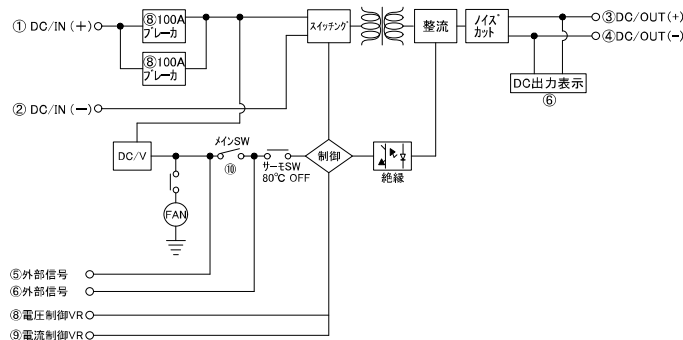 ① DC/IN (＋)
⑧100A
ブレーカ
⑧100A
ブレーカ
スイッチング
整流
ノイズ
カット
③DC/OUT(+)
④DC/OUT(−)
DC出力表示
⑥
② DC/IN (−)
DC/V
メインSW
⑩
サーモSW
80℃ OFF
制御
絶縁
FAN
⑤外部信号
⑥外部信号
⑧電圧制御VR
⑨電流制御VR